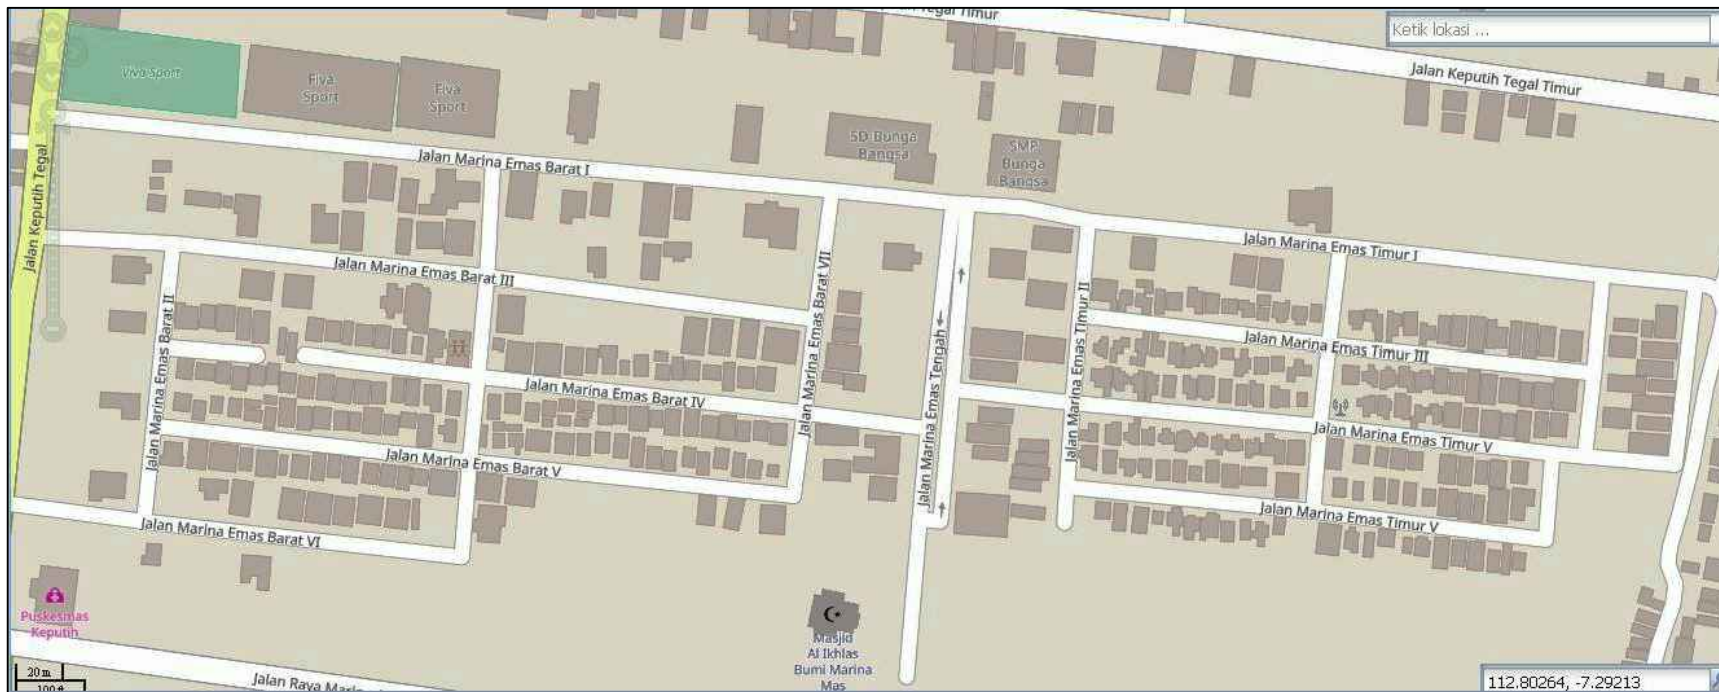 Tegal Timur
Ketik lokasi ...
Viva Sport
Fiva
Sport
Fiva
Sport
Jalan Keputih Tegal Timur
SD Bunga
Bangsa
SMP
Bunga
Bangsa
Jalan Marina Emas Barat I
Jalan Keputih Tegal
Jalan Marina Emas Timur I
Jalan Marina Emas Barat III
Jalan Marina Emas Barat VII
Jalan Marina Emas Barat II
Jalan Marina Emas Tengah
Jalan Marina Emas Timur II
Jalan Marina Emas Timur III
Jalan Marina Emas Barat IV
Jalan Marina Emas Timur V
Jalan Marina Emas Barat V
Jalan Marina Emas Timur V
Jalan Marina Emas Barat VI
Puskesmas
Keputih
Masjid
Al Ikhlas
Bumi Marina
Mas
20 m
Jalan Raya
112.80264, -7.29213